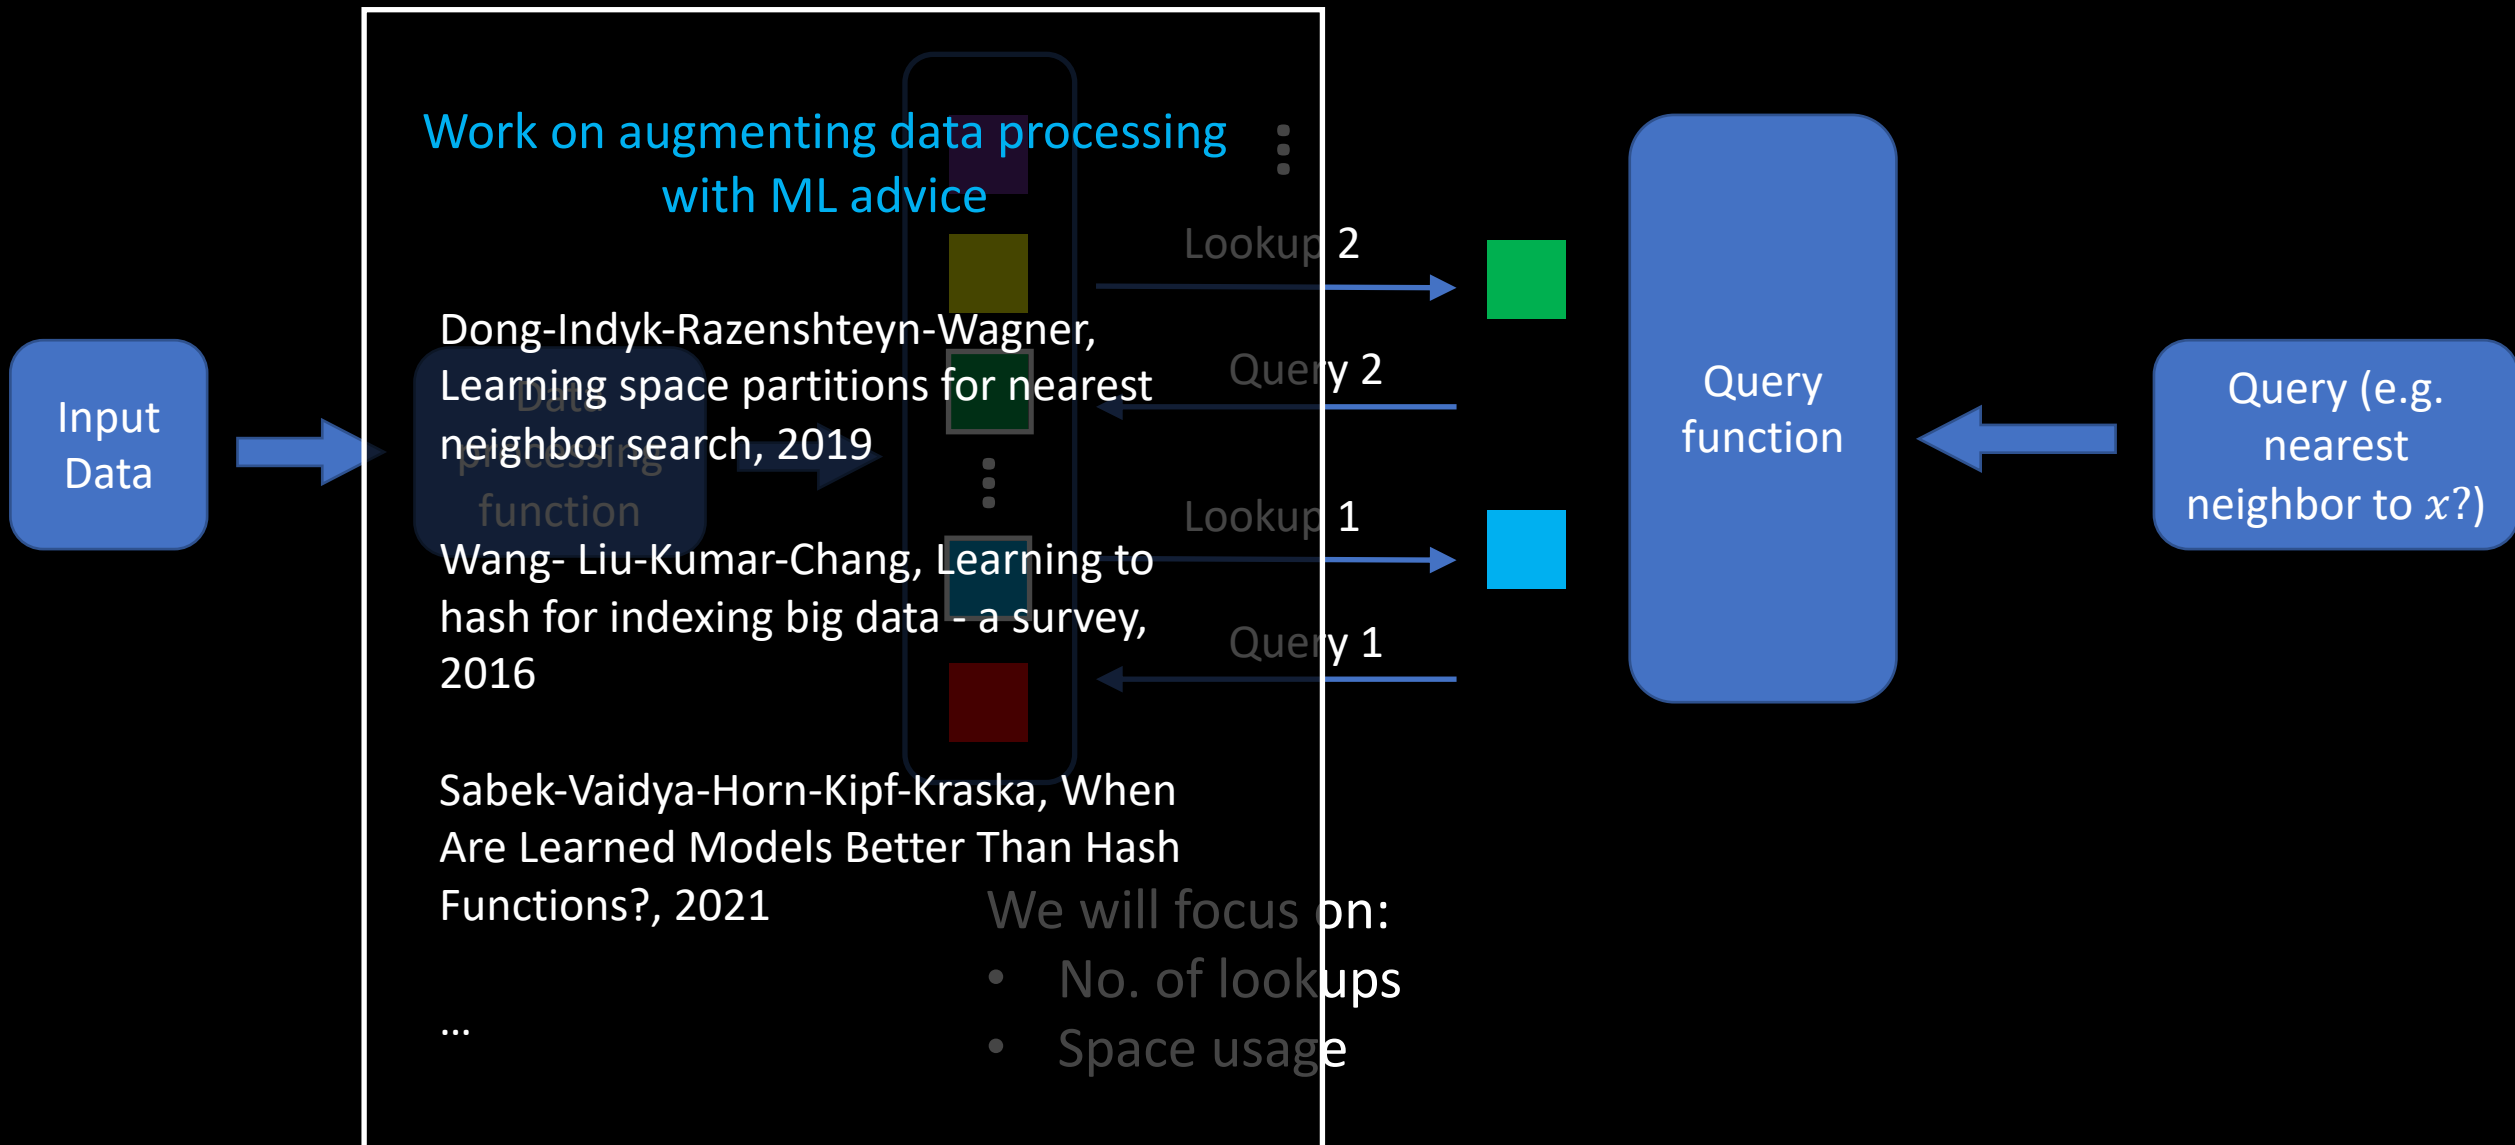 Work on augmenting data processing
with ML advice
Dong-Indyk-Razenshteyn-Wagner,
Learning space partitions for nearest
neighbor search, 2019
Wang- Liu-Kumar-Chang, Learning to
hash for indexing big data - a survey,
2016
Sabek-Vaidya-Horn-Kipf-Kraska, When
Are Learned Models Better Than Hash
Functions?, 2021
...
Input
Data
Data
processing
function
Lookup 2
Query 2
Lookup 1
Query 1
Query
function
Query (e.g.
nearest
neighbor to x?)
We will focus on:
• No. of lookups
• Space usage